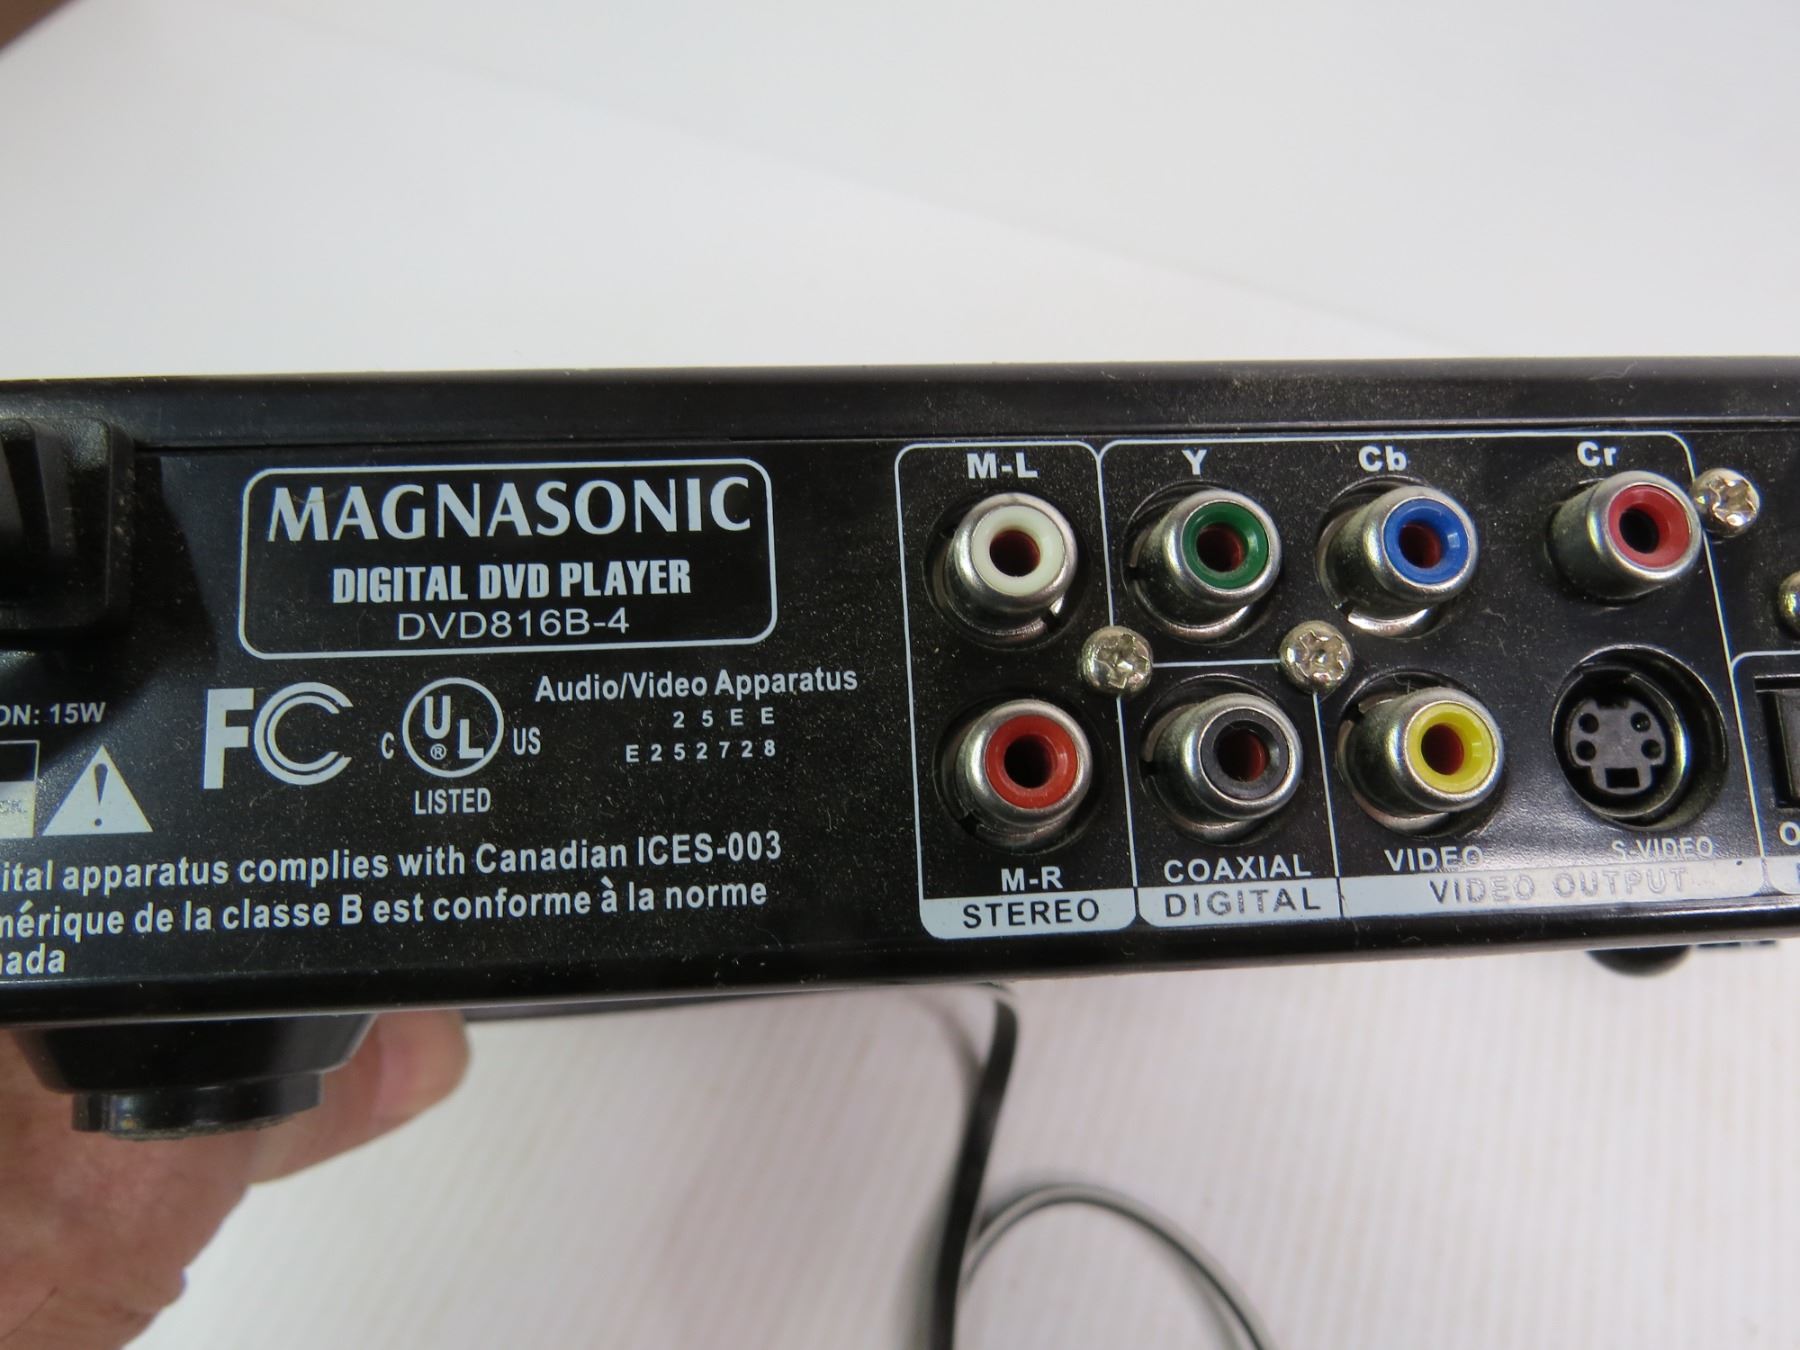 MAGNASONIC
DIGITAL DVD PLAYER
DVD816B-4
ON: 15W
FC
C UL ® US
LISTED
Audio/Video Apparatus
25EE
E252728
ital apparatus complies with Canadian ICES-003
mérique de la classe B est conforme à la norme
nada
M-L
M-R
STEREO
Y
Cb
Cr
COAXIAL
DIGITAL
VIDEO
S-VIDEO
VIDEO OUTPUT